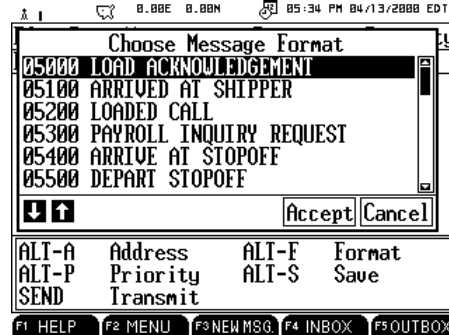 0.00E 0.00N 05:34 PM 04/13/2000 EDT
Choose Message Format
05000 LOAD ACKNOWLEDGEMENT
05100 ARRIVED AT SHIPPER
05200 LOADED CALL
05300 PAYROLL INQUIRY REQUEST
05400 ARRIVE AT STOPOFF
05500 DEPART STOPOFF
Accept Cancel
ALT-A Address ALT-F Format
ALT-P Priority ALT-S Save
SEND Transmit
F1 HELP F2 MENU F3 NEW MSG. F4 INBOX F5 OUTBOX